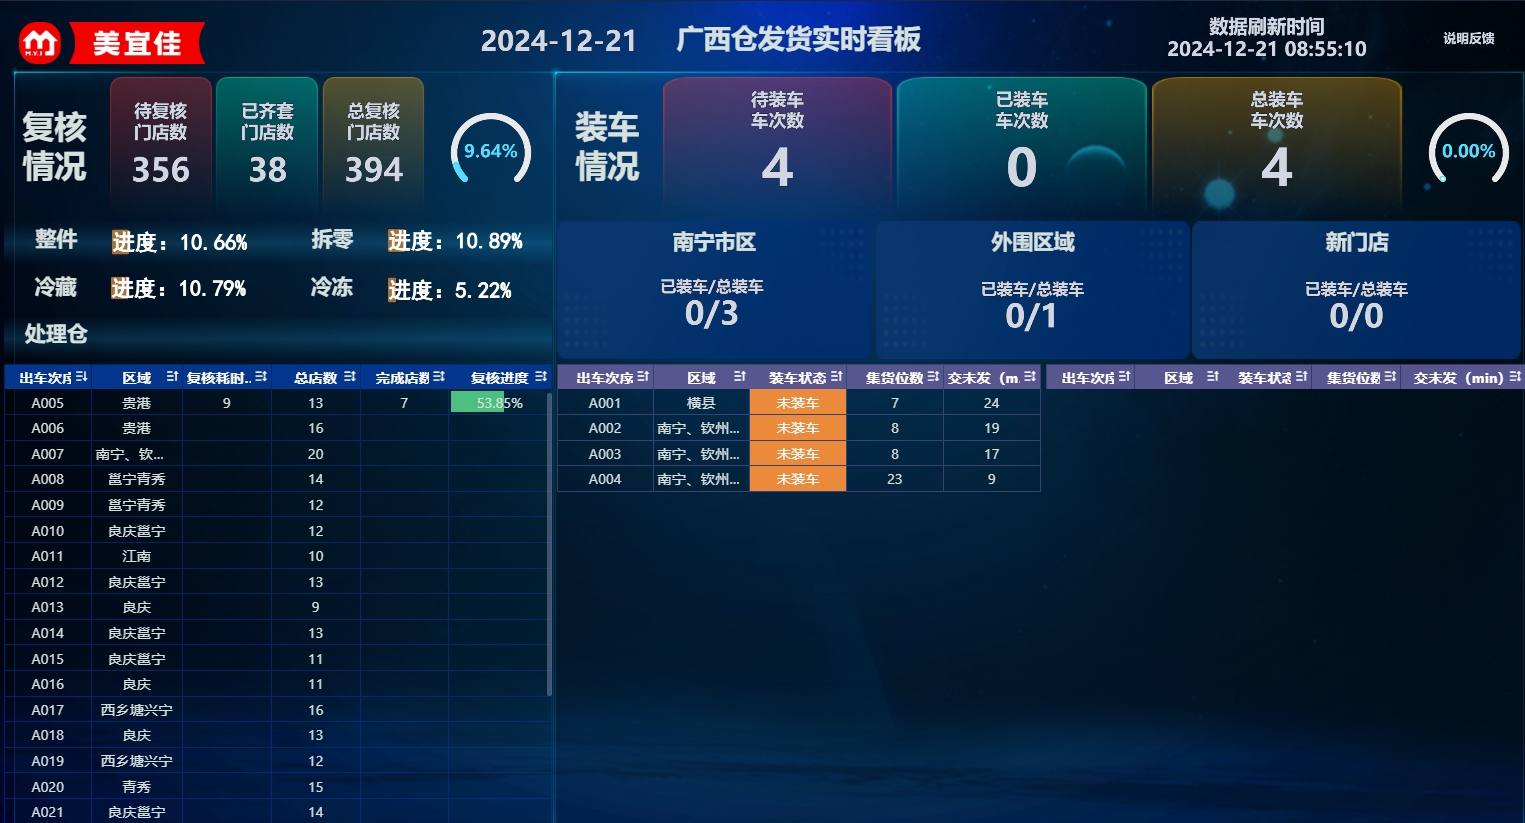 M.Y.J 美宜佳
2024-12-21 广西仓发货实时看板
数据刷新时间
2024-12-21 08:55:10
说明反馈
复核
情况
待复核
门店数
356
已齐套
门店数
38
总复核
门店数
394
9.64%
整件 进度：10.66% 拆零 进度：10.89%
冷藏 进度：10.79% 冷冻 进度：5.22%
处理仓
出车次序 区域 复核耗时.. 总店数 完成店数 复核进度
A005 贵港 9 13 7 53.85%
A006 贵港 16
A007 南宁、钦... 20
A008 邕宁青秀 14
A009 邕宁青秀 12
A010 良庆邕宁 12
A011 江南 10
A012 良庆邕宁 13
A013 良庆 9
A014 良庆邕宁 13
A015 良庆邕宁 11
A016 良庆 11
A017 西乡塘兴宁 16
A018 良庆 13
A019 西乡塘兴宁 12
A020 青秀 15
A021 良庆邕宁 14
装车
情况
待装车
车次数
4
已装车
车次数
0
总装车
车次数
4
0.00%
南宁市区
已装车/总装车
0/3
外围区域
已装车/总装车
0/1
新门店
已装车/总装车
0/0
出车次序 区域 装车状态 集货位数 交未发（m.
A001 横县 未装车 7 24
A002 南宁、钦州... 未装车 8 19
A003 南宁、钦州... 未装车 8 17
A004 南宁、钦州... 未装车 23 9
出车次序 区域 装车状态 集货位数 交未发（min）